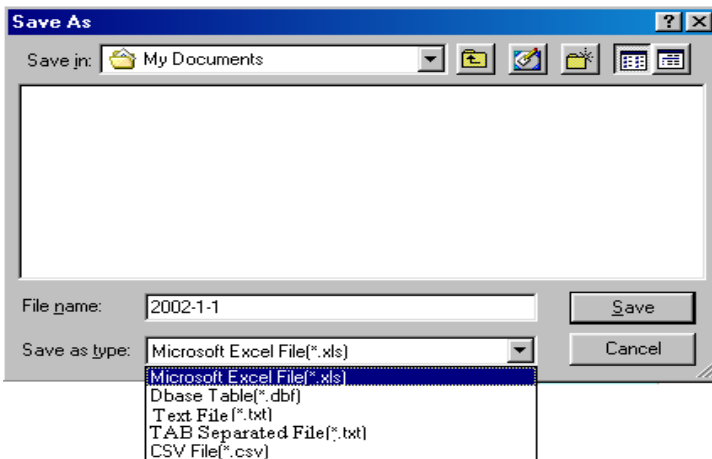 Save As
Save in: My Documents
File name: 2002-1-1 Save
Save as type: Microsoft Excel File(*.xls) Cancel
Microsoft Excel File(*.xls)
Dbase Table(*.dbf)
Text File(*.txt)
TAB Separated File(*.txt)
CSV File(*.csv)